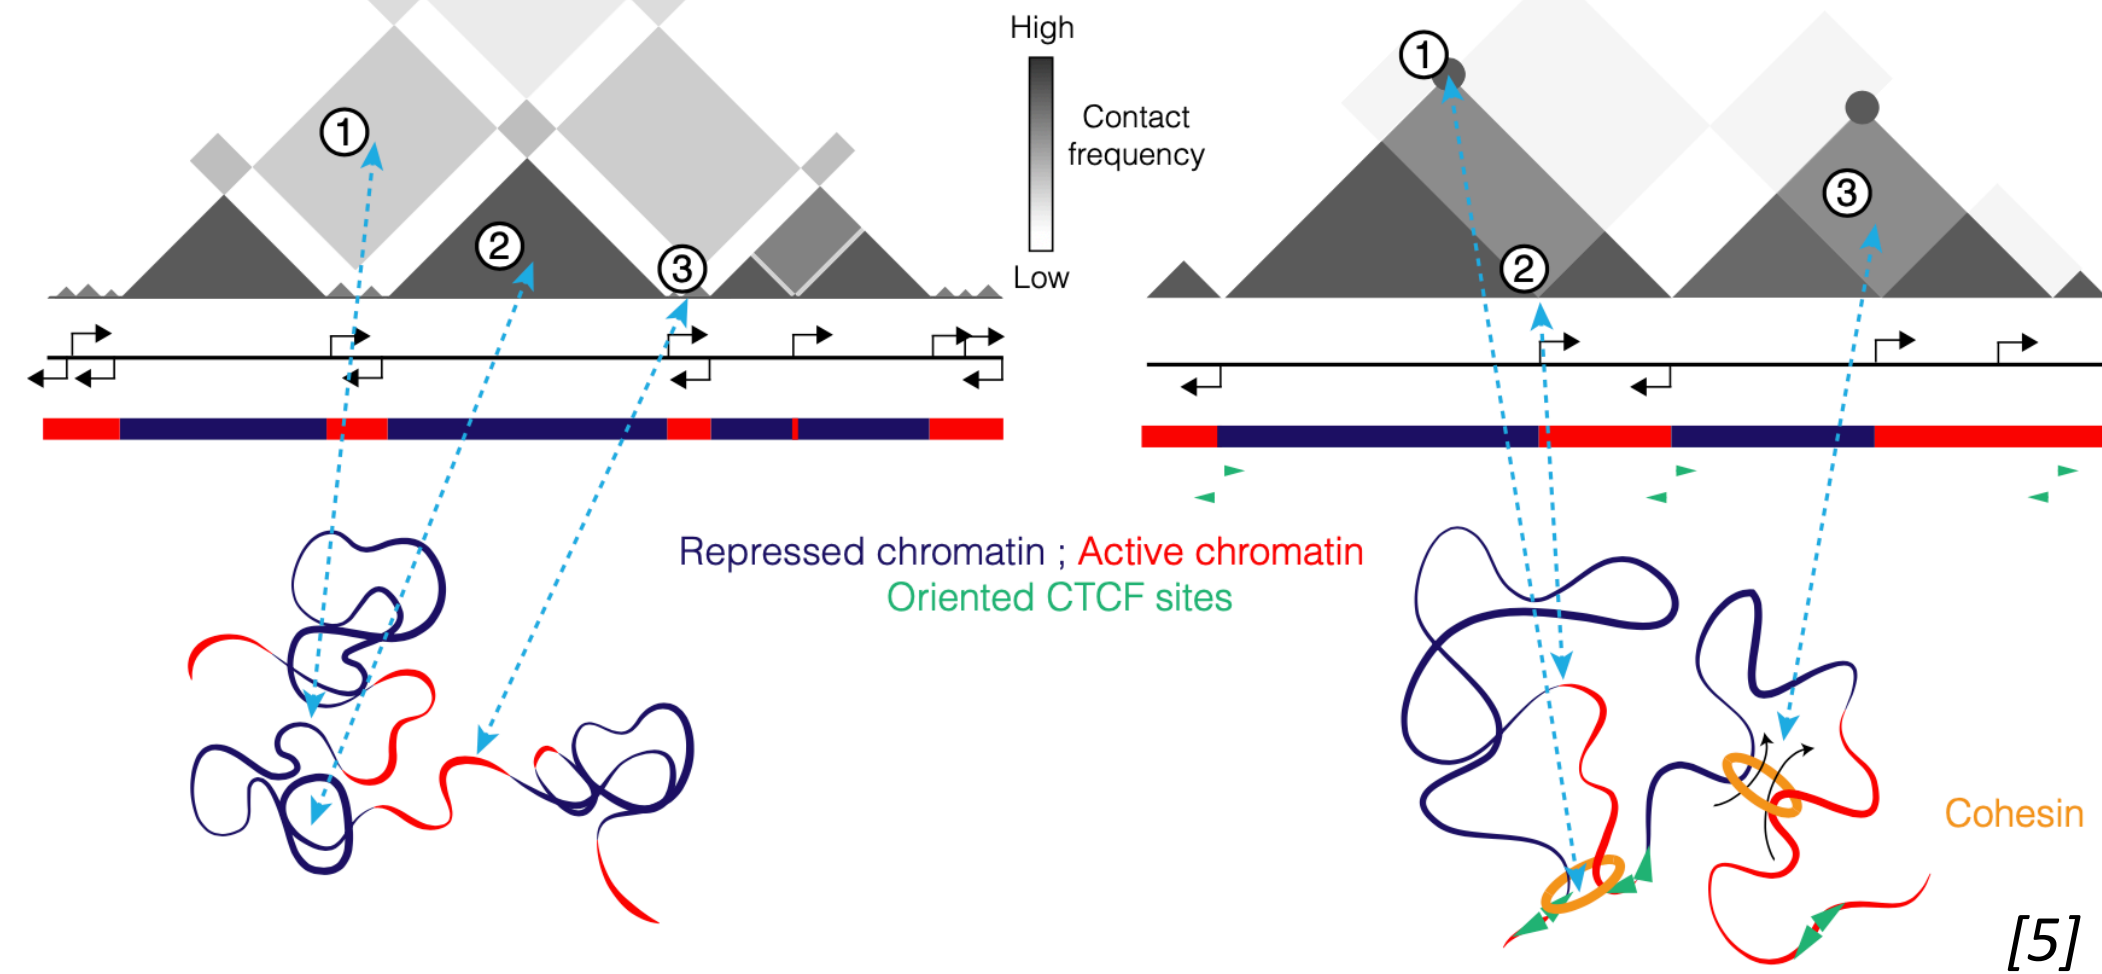 High
Contact
frequency
Low
1
2
3
1
2
3
Repressed chromatin ; Active chromatin
Oriented CTCF sites
Cohesin
[5]